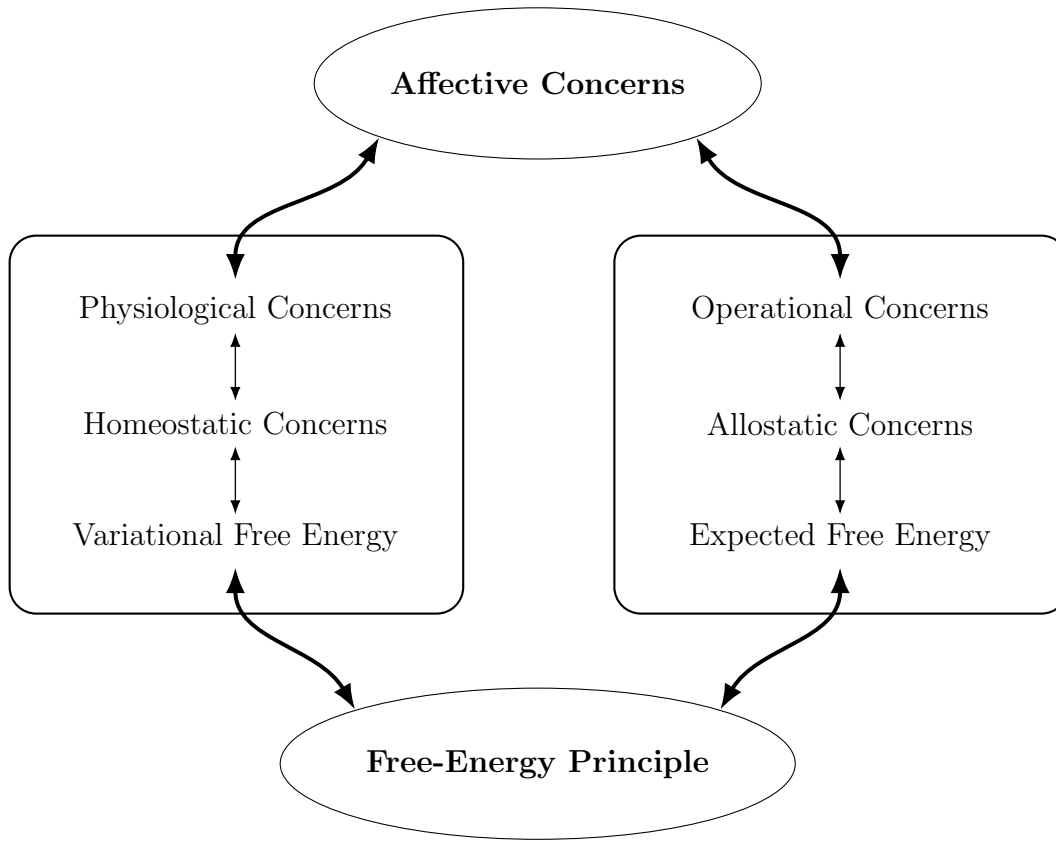 Affective Concerns
Physiological Concerns
Homeostatic Concerns
Variational Free Energy
Operational Concerns
Allostatic Concerns
Expected Free Energy
Free-Energy Principle